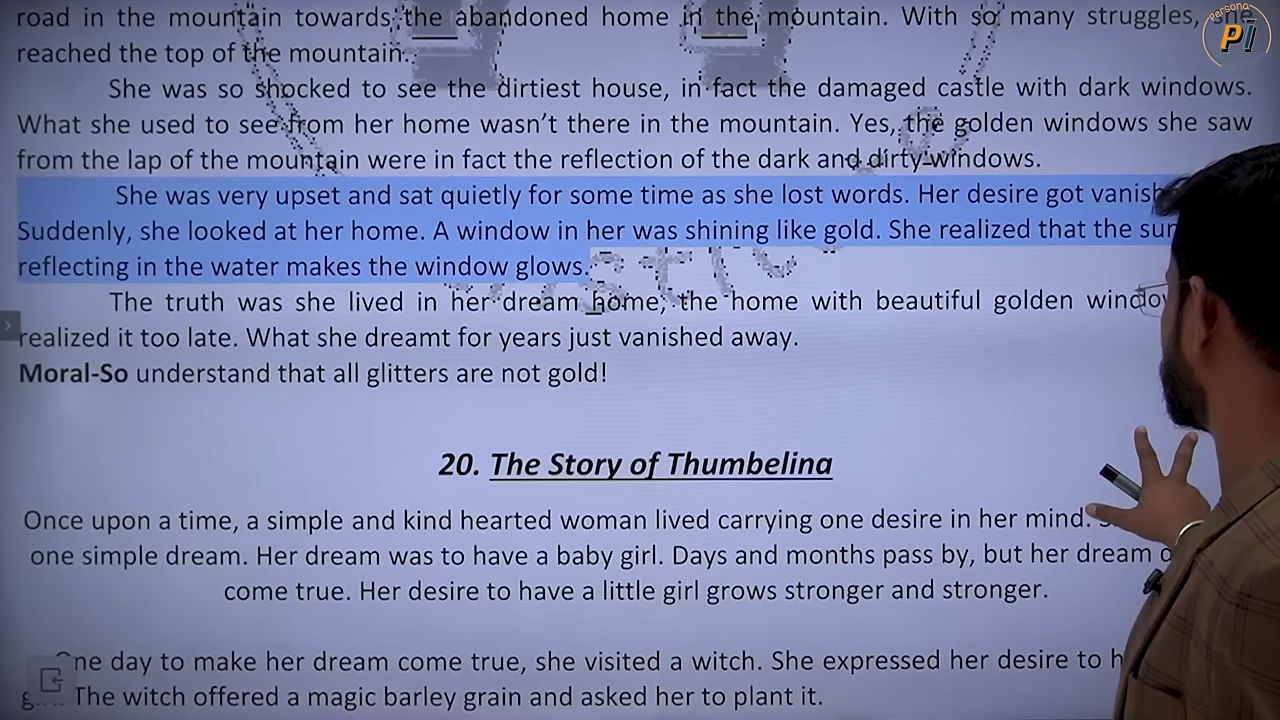 road in the mountain towards the abandoned home in the mountain. With so many struggles, she
reached the top of the mountain.
She was so shocked to see the dirtiest house, in fact the damaged castle with dark windows.
What she used to see from her home wasn't there in the mountain. Yes, the golden windows she saw
from the lap of the mountain were in fact the reflection of the dark and dirty windows.
She was very upset and sat quietly for some time as she lost words. Her desire got
Suddenly, she looked at her home. A window in her was shining like gold. She realized that the sun
reflecting in the water makes the window glows.
The truth was she lived in her dream home, the home with beautiful golden
realized it too late. What she dreamt for years just vanished away.
Moral-So understand that all glitters are not gold!
20. The Story of Thumbelina
Once upon a time, a simple and kind hearted woman lived carrying one desire in her mind.
one simple dream. Her dream was to have a baby girl. Days and months pass by, but her dream
come true. Her desire to have a little girl grows stronger and stronger.
One day to make her dream come true, she visited a witch. She expressed her desire to
The witch offered a magic barley grain and asked her to plant it.
persona
Pi